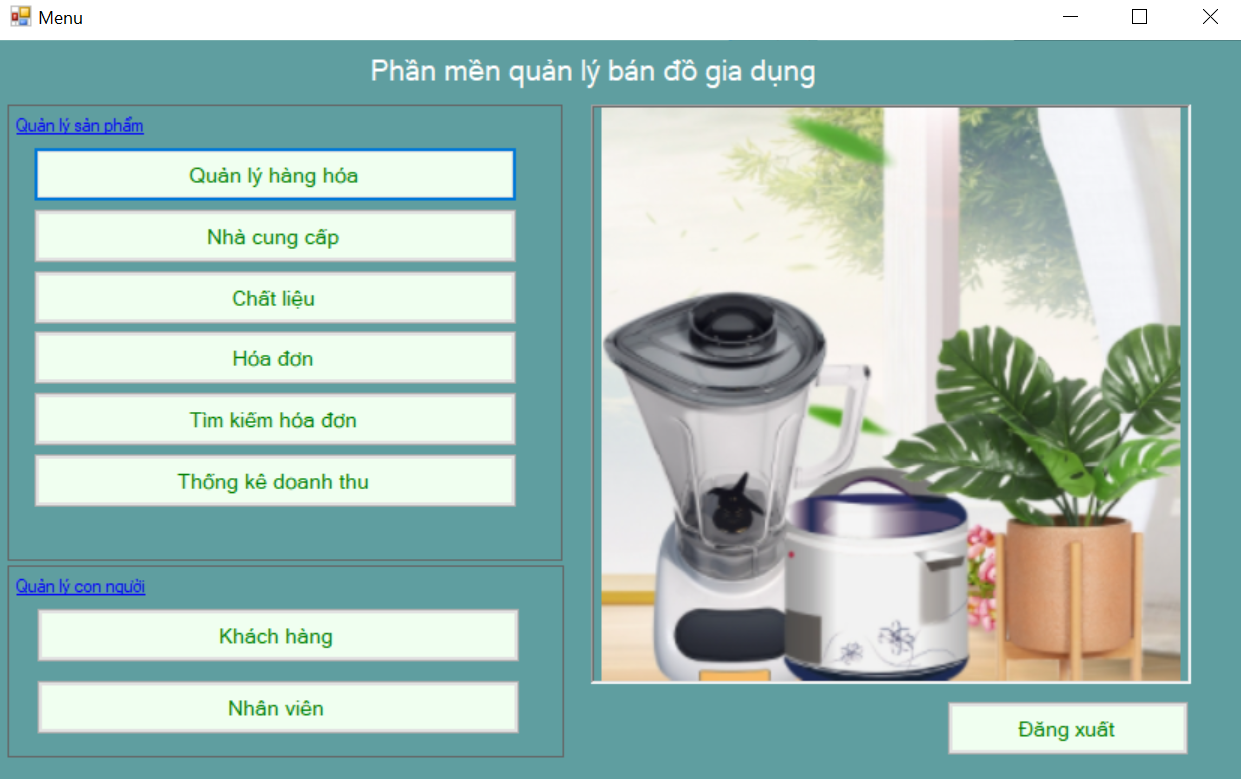 Menu
Phần mền quản lý bán đồ gia dụng
Quản lý sản phẩm
Quản lý hàng hóa
Nhà cung cấp
Chất liệu
Hóa đơn
Tìm kiếm hóa đơn
Thống kê doanh thu
Quản lý con người
Khách hàng
Nhân viên
Đăng xuất